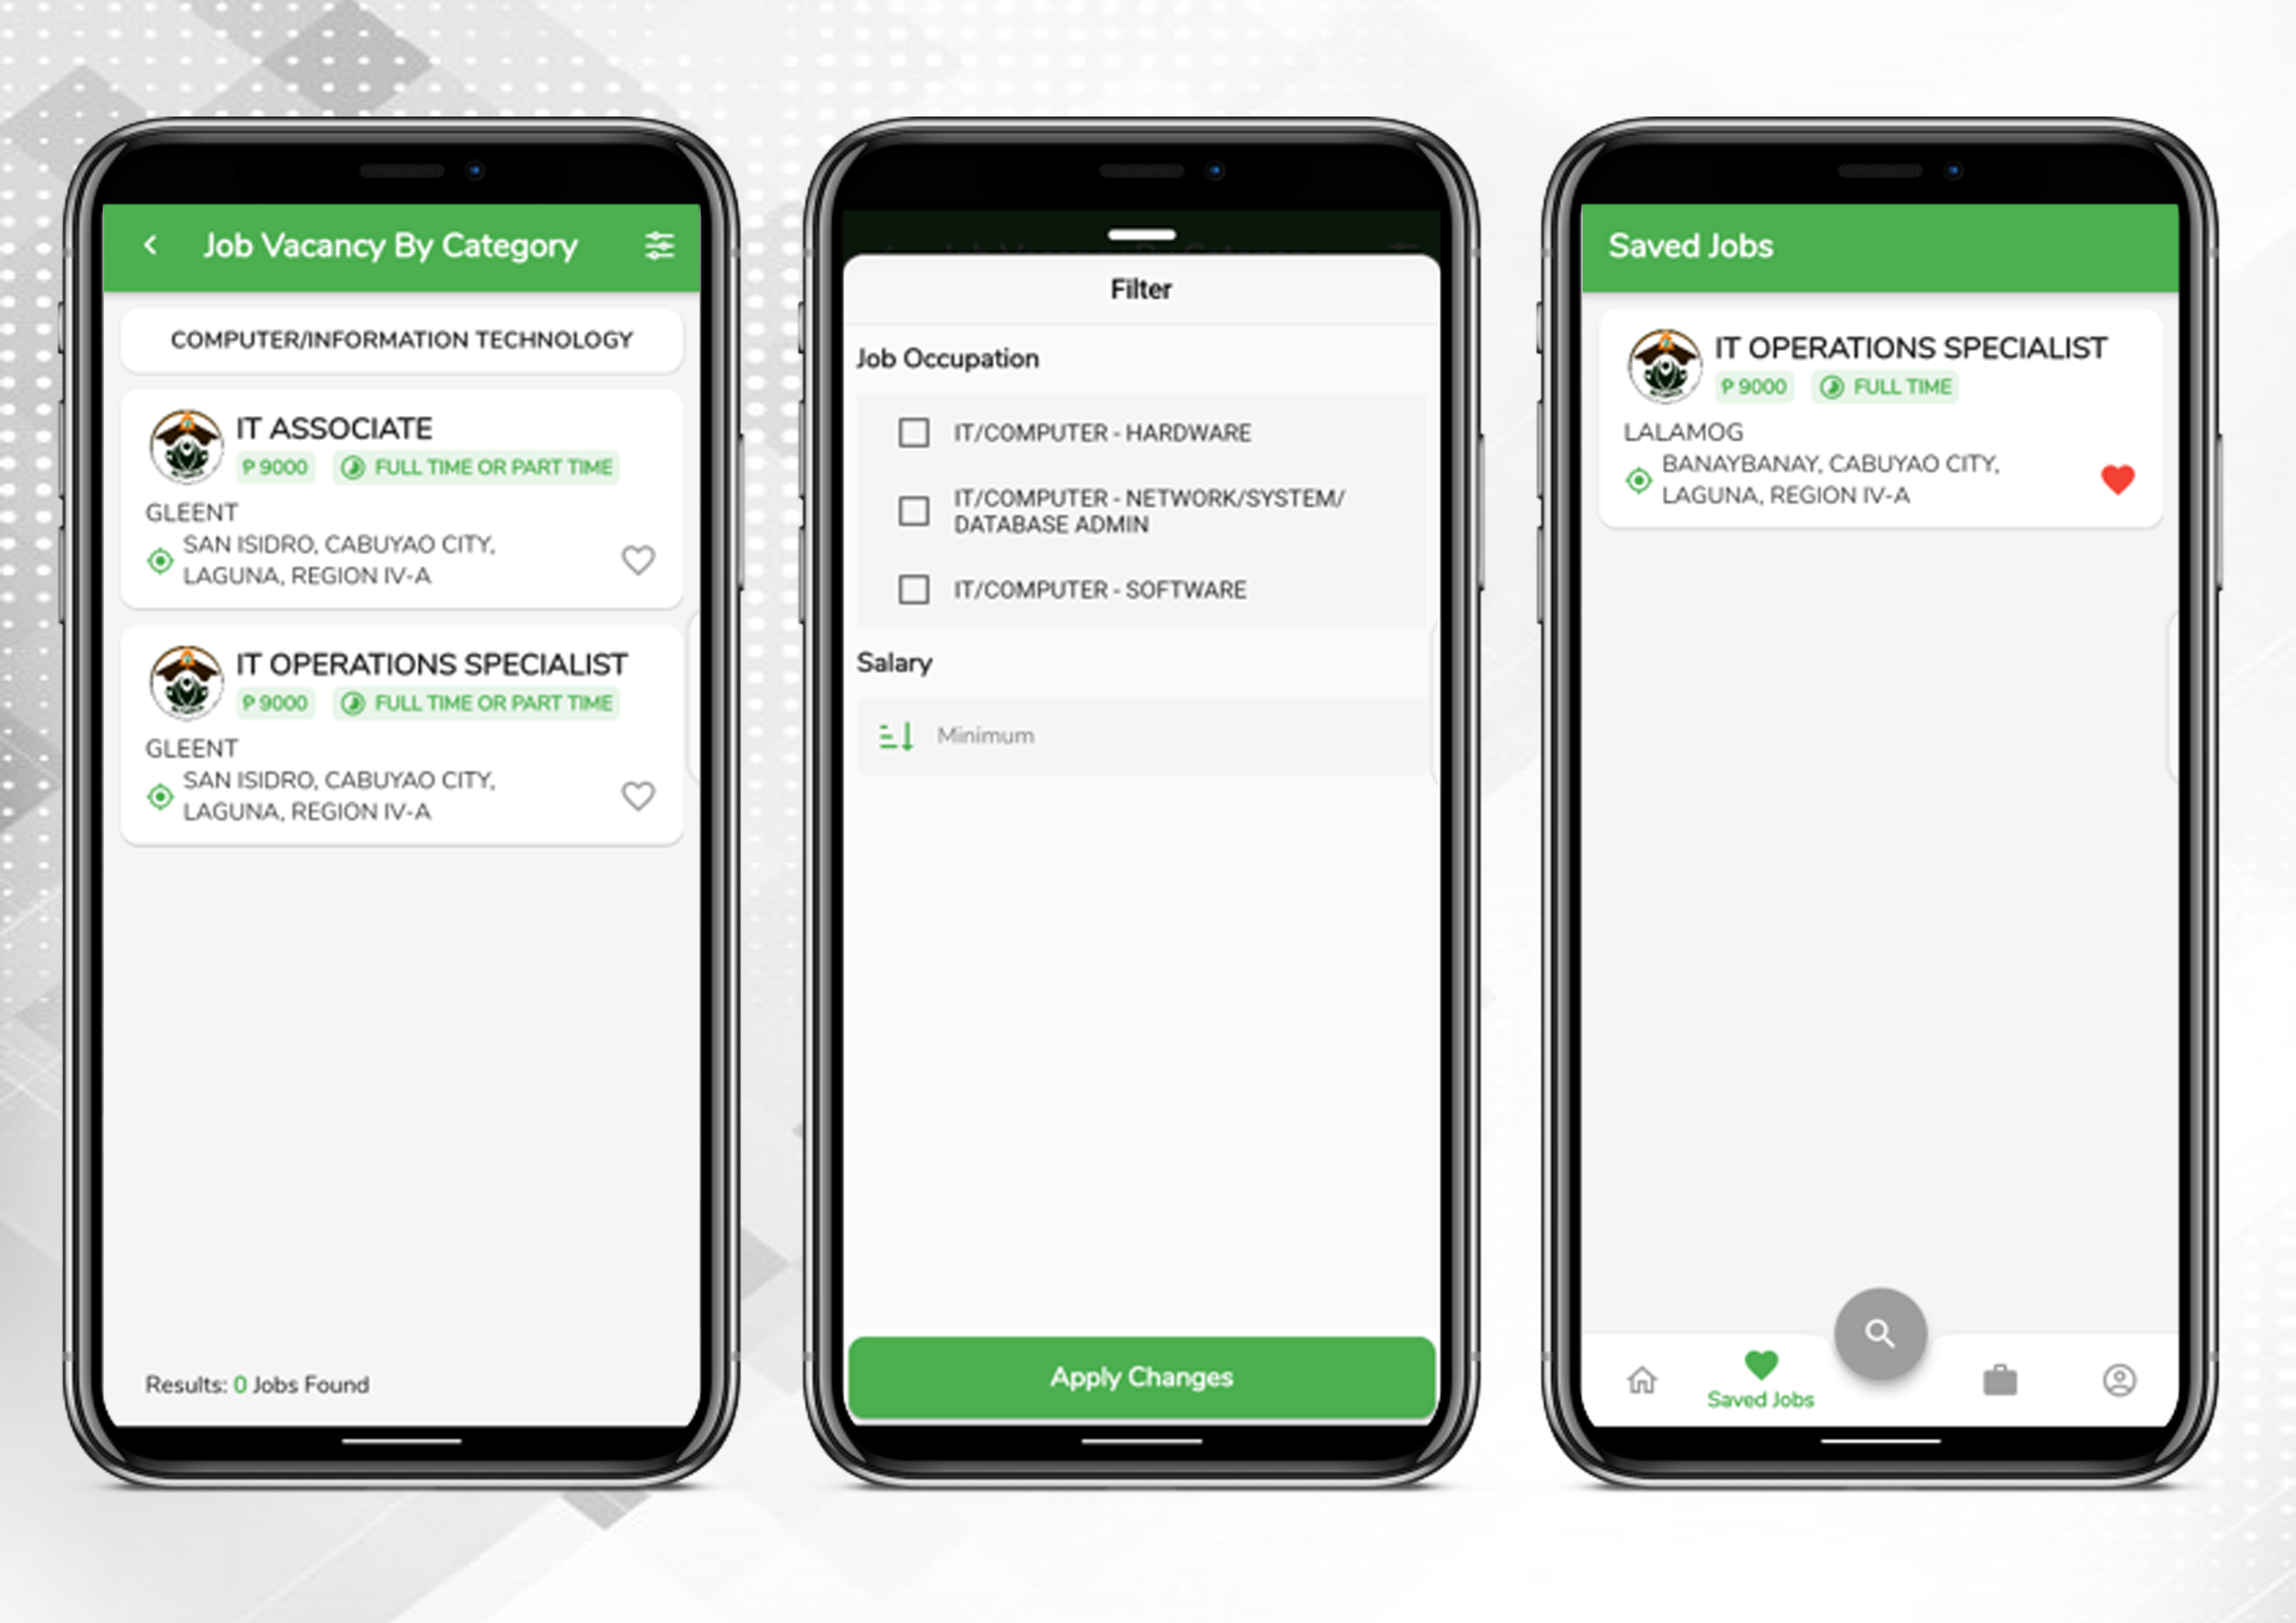 Job Vacancy By Category
COMPUTER/INFORMATION TECHNOLOGY
IT ASSOCIATE
₱ 9000
FULL TIME OR PART TIME
GLEENT
SAN ISIDRO, CABUYAO CITY,
LAGUNA, REGION IV-A
IT OPERATIONS SPECIALIST
₱ 9000
FULL TIME OR PART TIME
GLEENT
SAN ISIDRO, CABUYAO CITY,
LAGUNA, REGION IV-A
Results: 0 Jobs Found
Filter
Job Occupation
IT/COMPUTER - HARDWARE
IT/COMPUTER - NETWORK/SYSTEM/
DATABASE ADMIN
IT/COMPUTER - SOFTWARE
Salary
Minimum
Apply Changes
Saved Jobs
IT OPERATIONS SPECIALIST
₱ 9000
FULL TIME
LALAMOG
BANAYBANAY, CABUYAO CITY,
LAGUNA, REGION IV-A
Saved Jobs